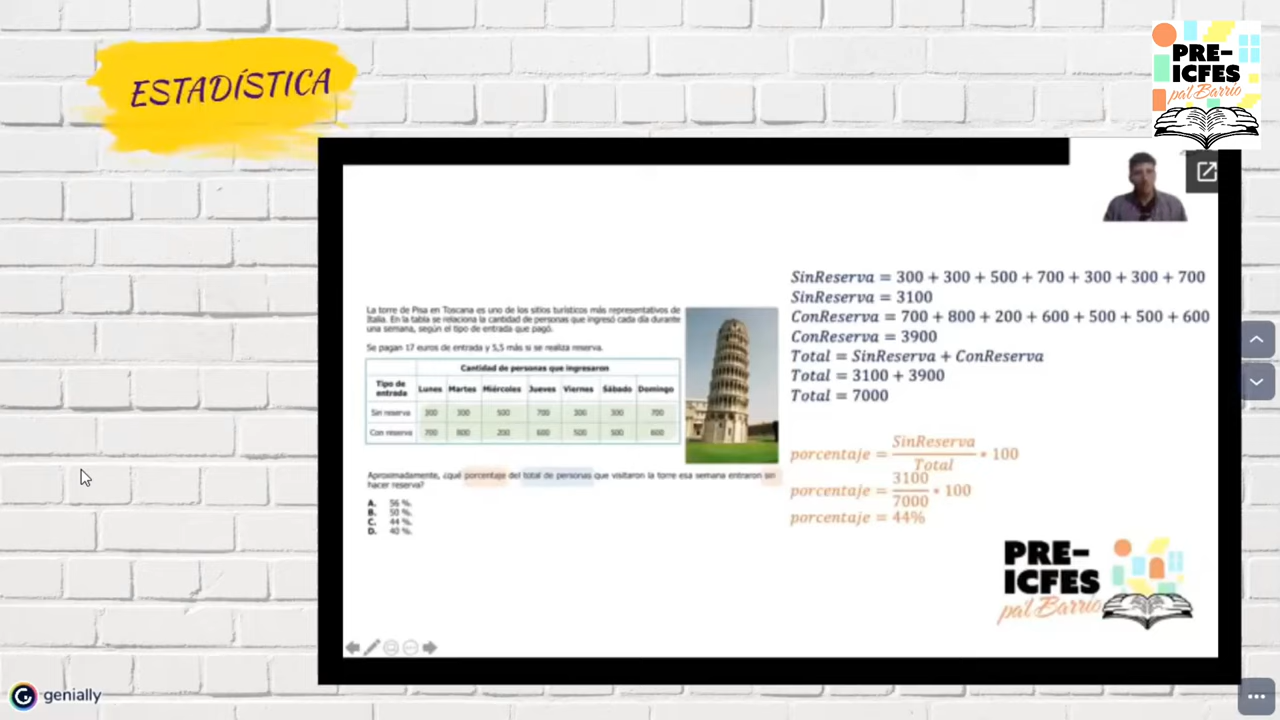 ESTADÍSTICA
PRE-
ICFES
pa'l Barrio
La torre de Pisa en Toscana es uno de los sitios turísticos más representativos de
Italia. En la tabla se relaciona la cantidad de personas que ingresó cada día durante
una semana, según el tipo de entrada que pagó.
Se pagan 17 euros de entrada y 5,5 más si se realiza reserva.
Cantidad de personas que ingresaron
Tipo de entrada Lunes Martes Miércoles Jueves Viernes Sábado Domingo
Sin reserva 300 300 500 700 300 300 700
Con reserva 700 800 200 600 500 500 600
Aproximadamente, ¿qué porcentaje del total de personas que visitaron la torre esa semana entraron sin
hacer reserva?
A. 56 %.
B. 50 %.
C. 44 %.
D. 40 %.
SinReserva = 300 + 300 + 500 + 700 + 300 + 300 + 700
SinReserva = 3100
ConReserva = 700 + 800 + 200 + 600 + 500 + 500 + 600
ConReserva = 3900
Total = SinReserva + ConReserva
Total = 3100 + 3900
Total = 7000
porcentaje = SinReserva / Total * 100
porcentaje = 3100 / 7000 * 100
porcentaje = 44%
PRE-
ICFES
pa'l Barrio
genially